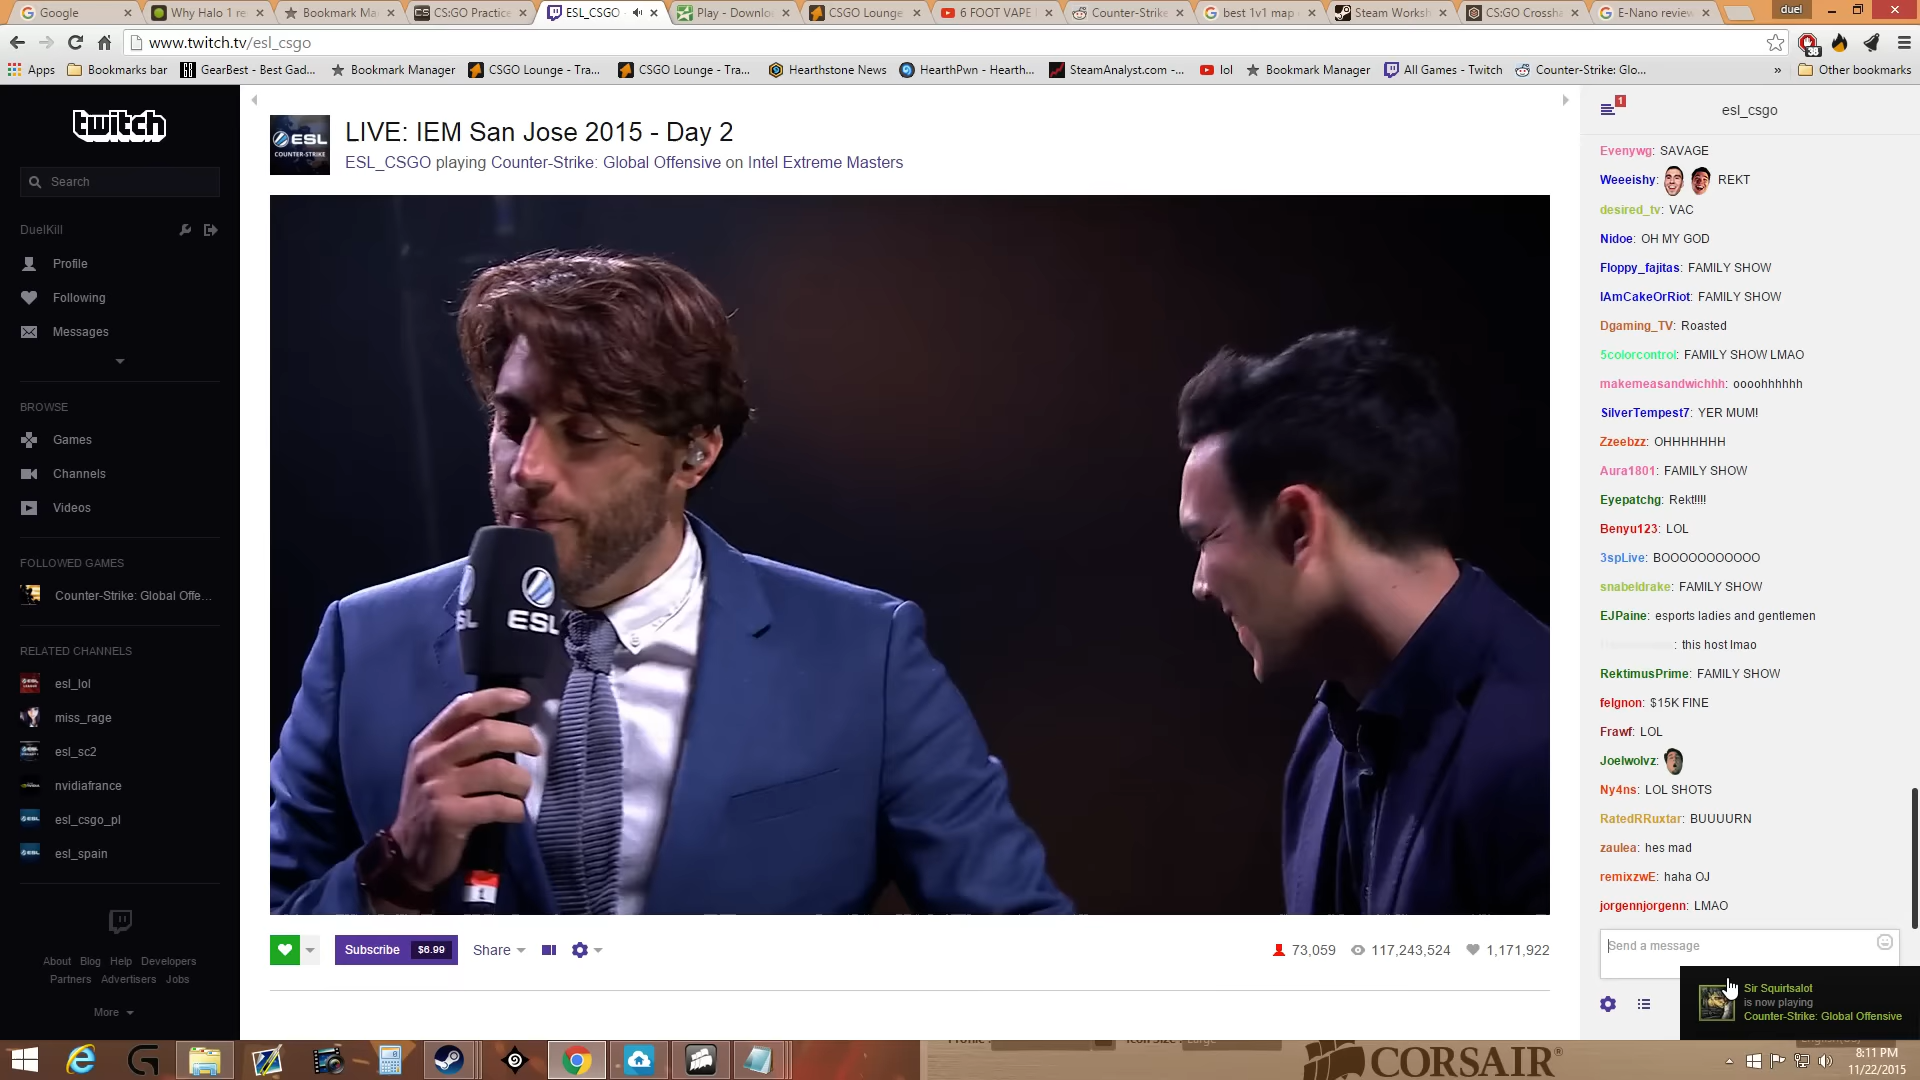 Google
Why Halo 1 re
Bookmark Ma
CS:GO Practice
ESL_CSGO -
Play - Downlo
CSGO Lounge
6 FOOT VAPE
Counter-Strike
best 1v1 map
Steam Worksh
CS:GO Crossha
E-Nano review
duel
www.twitch.tv/esl_csgo
Apps
Bookmarks bar
GearBest - Best Gad...
Bookmark Manager
CSGO Lounge - Tra...
CSGO Lounge - Tra...
Hearthstone News
HearthPwn - Hearth...
SteamAnalyst.com -...
lol
Bookmark Manager
All Games - Twitch
Counter-Strike: Glo...
»
Other bookmarks
twitch
Search
DuelKill
Profile
Following
Messages
BROWSE
Games
Channels
Videos
FOLLOWED GAMES
Counter-Strike: Global Offe...
RELATED CHANNELS
esl_lol
miss_rage
esl_sc2
nvidiafrance
esl_csgo_pl
esl_spain
About Blog Help Developers
Partners Advertisers Jobs
More
ESL
COUNTER-STRIKE
LIVE: IEM San Jose 2015 - Day 2
ESL_CSGO playing Counter-Strike: Global Offensive on Intel Extreme Masters
ESL
Subscribe $6.99
Share
73,059
117,243,524
1,171,922
1
esl_csgo
Evenywg: SAVAGE
Weeeishy: REKT
desired_tv: VAC
Nidoe: OH MY GOD
Floppy_fajitas: FAMILY SHOW
IAmCakeOrRiot: FAMILY SHOW
Dgaming_TV: Roasted
5colorcontrol: FAMILY SHOW LMAO
makemeasandwichhh: oooohhhhhh
SilverTempest7: YER MUM!
Zzeebzz: OHHHHHHH
Aura1801: FAMILY SHOW
Eyepatchg: Rekt!!!!
Benyu123: LOL
3spLive: BOOOOOOOOOOO
snabeldrake: FAMILY SHOW
EJPaine: esports ladies and gentlemen
: this host lmao
RektimusPrime: FAMILY SHOW
felgnon: $15K FINE
Frawf: LOL
Joelwolvz:
Ny4ns: LOL SHOTS
RatedRRuxtar: BUUUURN
zaulea: hes mad
remixzwE: haha OJ
jorgennjorgenn: LMAO
Send a message
Sir Squirtsalot
is now playing
Counter-Strike: Global Offensive
CORSAIR
8:11 PM
11/22/2015